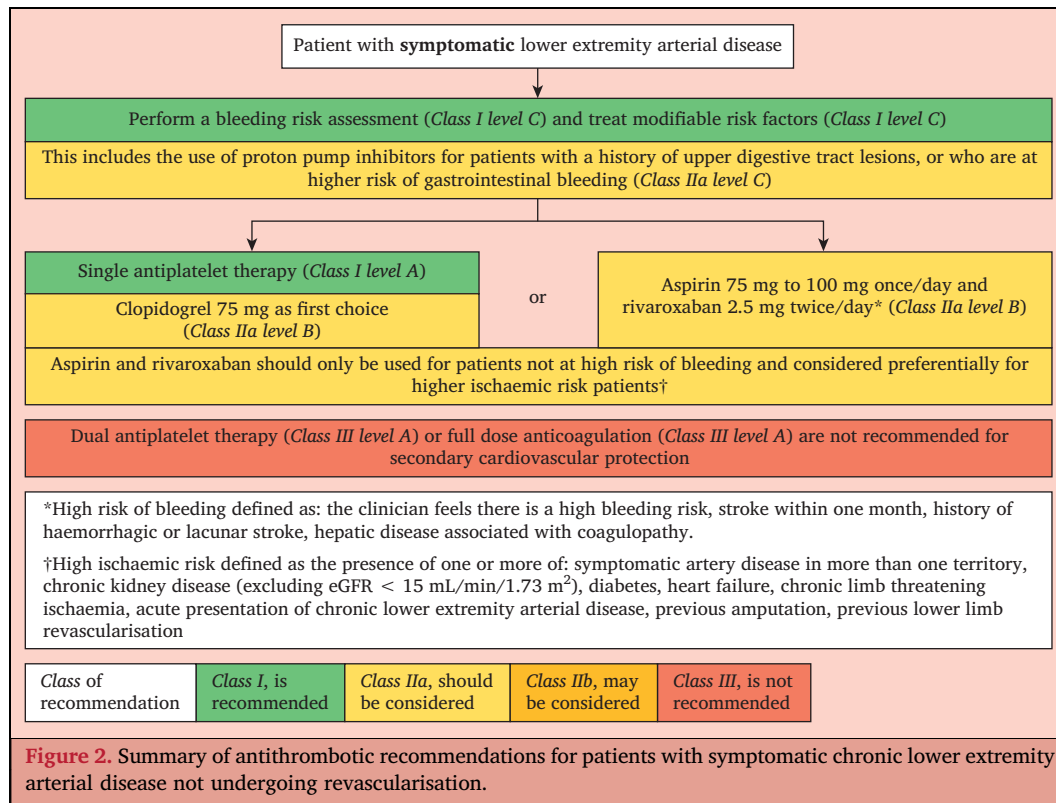 Patient with symptomatic lower extremity arterial disease
Perform a bleeding risk assessment (Class I level C) and treat modifiable risk factors (Class I level C)
This includes the use of proton pump inhibitors for patients with a history of upper digestive tract lesions, or who are at
higher risk of gastrointestinal bleeding (Class IIa level C)
Single antiplatelet therapy (Class I level A)
Clopidogrel 75 mg as first choice
(Class IIa level B)
or
Aspirin 75 mg to 100 mg once/day and
rivaroxaban 2.5 mg twice/day* (Class IIa level B)
Aspirin and rivaroxaban should only be used for patients not at high risk of bleeding and considered preferentially for
higher ischaemic risk patients†
Dual antiplatelet therapy (Class III level A) or full dose anticoagulation (Class III level A) are not recommended for
secondary cardiovascular protection
*High risk of bleeding defined as: the clinician feels there is a high bleeding risk, stroke within one month, history of
haemorrhagic or lacunar stroke, hepatic disease associated with coagulopathy.
†High ischaemic risk defined as the presence of one or more of: symptomatic artery disease in more than one territory,
chronic kidney disease (excluding eGFR < 15 mL/min/1.73 m²), diabetes, heart failure, chronic limb threatening
ischaemia, acute presentation of chronic lower extremity arterial disease, previous amputation, previous lower limb
revascularisation
Class of
recommendation
Class I, is
recommended
Class IIa, should
be considered
Class IIb, may
be considered
Class III, is not
recommended
Figure 2. Summary of antithrombotic recommendations for patients with symptomatic chronic lower extremity
arterial disease not undergoing revascularisation.